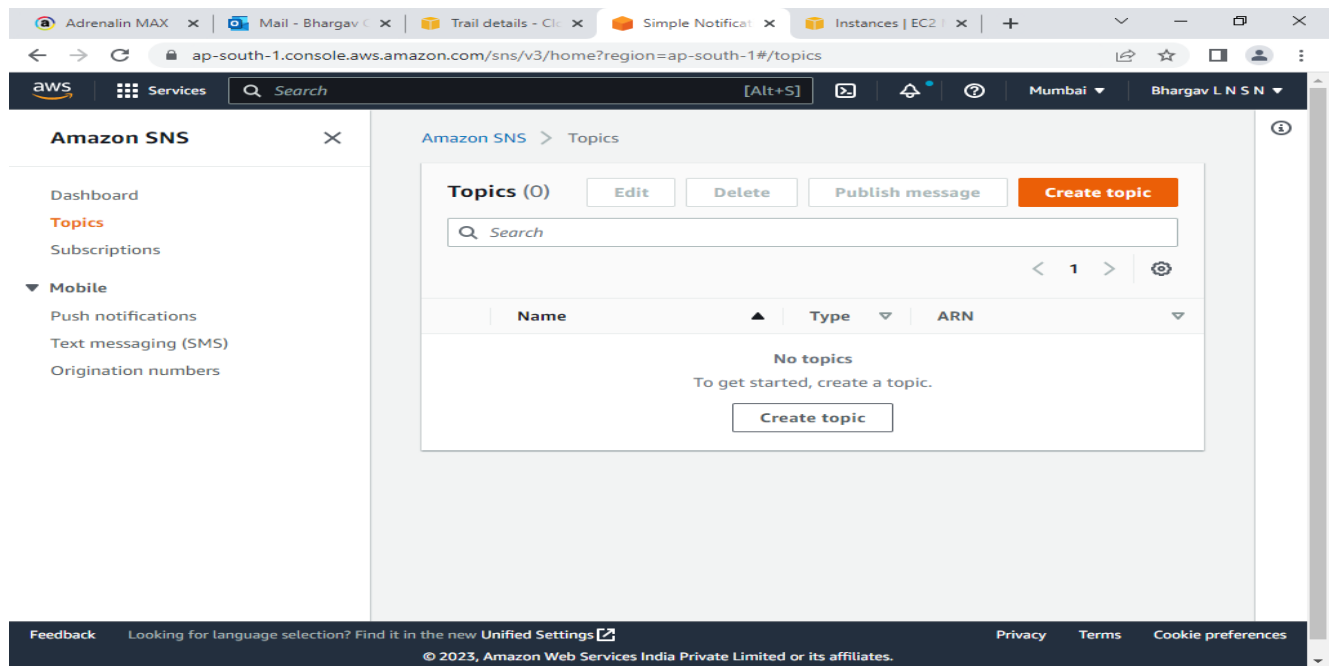 Adrenalin MAX
Mail - Bhargav
Trail details - Clo
Simple Notificat
Instances | EC2
ap-south-1.console.aws.amazon.com/sns/v3/home?region=ap-south-1#/topics
aws
Services
Search
[Alt+S]
Mumbai
Bhargav L N S N
Amazon SNS
Dashboard
Topics
Subscriptions
Mobile
Push notifications
Text messaging (SMS)
Origination numbers
Amazon SNS > Topics
Topics (0)
Edit
Delete
Publish message
Create topic
Search
1
Name
Type
ARN
No topics
To get started, create a topic.
Create topic
Feedback
Looking for language selection? Find it in the new Unified Settings
Privacy
Terms
Cookie preferences
© 2023, Amazon Web Services India Private Limited or its affiliates.